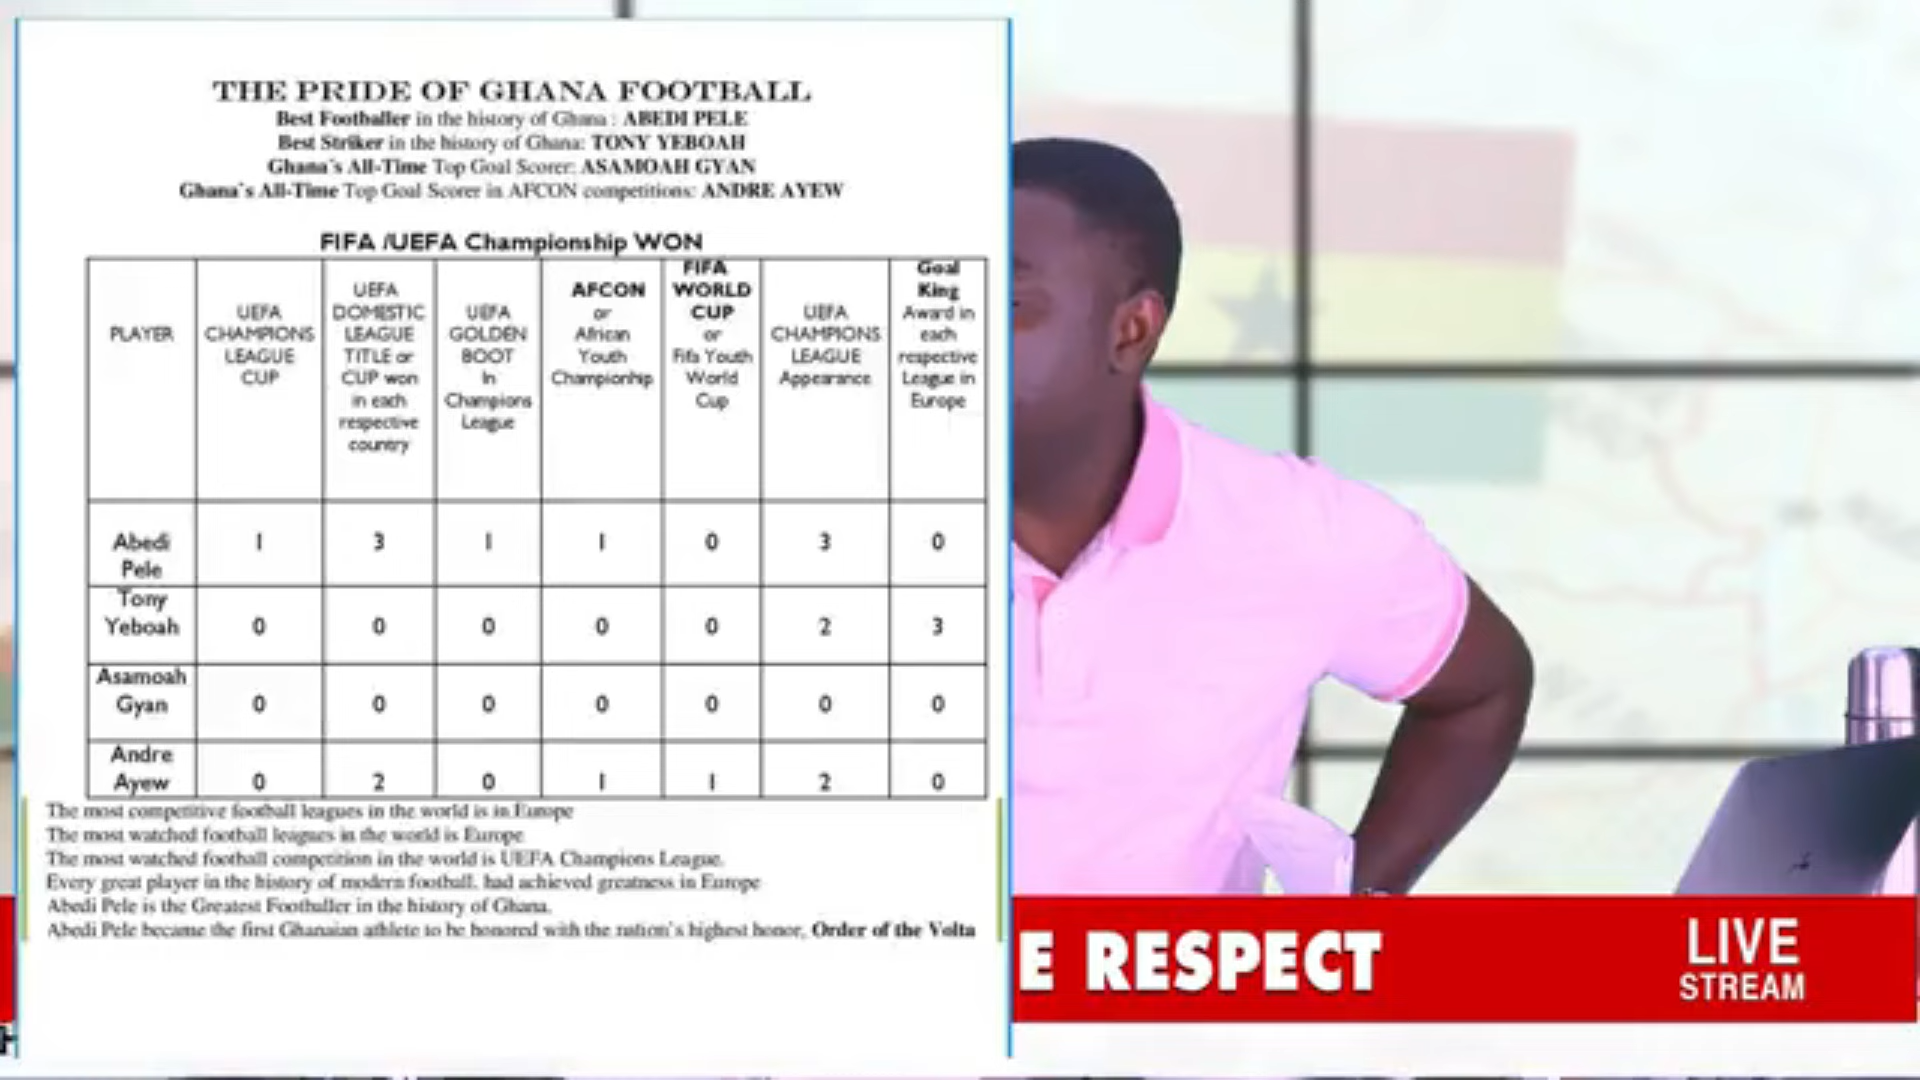 THE PRIDE OF GHANA FOOTBALL
Best Footballer in the history of Ghana : ABEDI PELE
Best Striker in the history of Ghana: TONY YEBOAH
Ghana's All-Time Top Goal Scorer: ASAMOAH GYAN
Ghana's All-Time Top Goal Scorer in AFCON competitions: ANDRE AYEW
FIFA /UEFA Championship WON
PLAYER
UEFA
CHAMPIONS
LEAGUE
CUP
UEFA
DOMESTIC
LEAGUE
TITLE or
CUP won
in each
respective
country
UEFA
GOLDEN
BOOT
In
Champions
League
AFCON
or
African
Youth
Championhip
FIFA
WORLD
CUP
or
Fifa Youth
World
Cup
UEFA
CHAMPIONS
LEAGUE
Appearance
Goal
King
Award in
each
respective
League in
Europe
Abedi
Pele
1 3 1 1 0 3 0
Tony
Yeboah
0 0 0 0 0 2 3
Asamoah
Gyan
0 0 0 0 0 0 0
Andre
Ayew
0 2 0 1 1 2 0
The most competitive football leagues in the world is in Europe
The most watched football leagues in the world is Europe
The most watched football competition in the world is UEFA Champions League.
Every great player in the history of modern football, had achieved greatness in Europe
Abedi Pele is the Greatest Footballer in the history of Ghana.
Abedi Pele became the first Ghanaian athlete to be honored with the nation's highest honor, Order of the Volta
E RESPECT
LIVE
STREAM